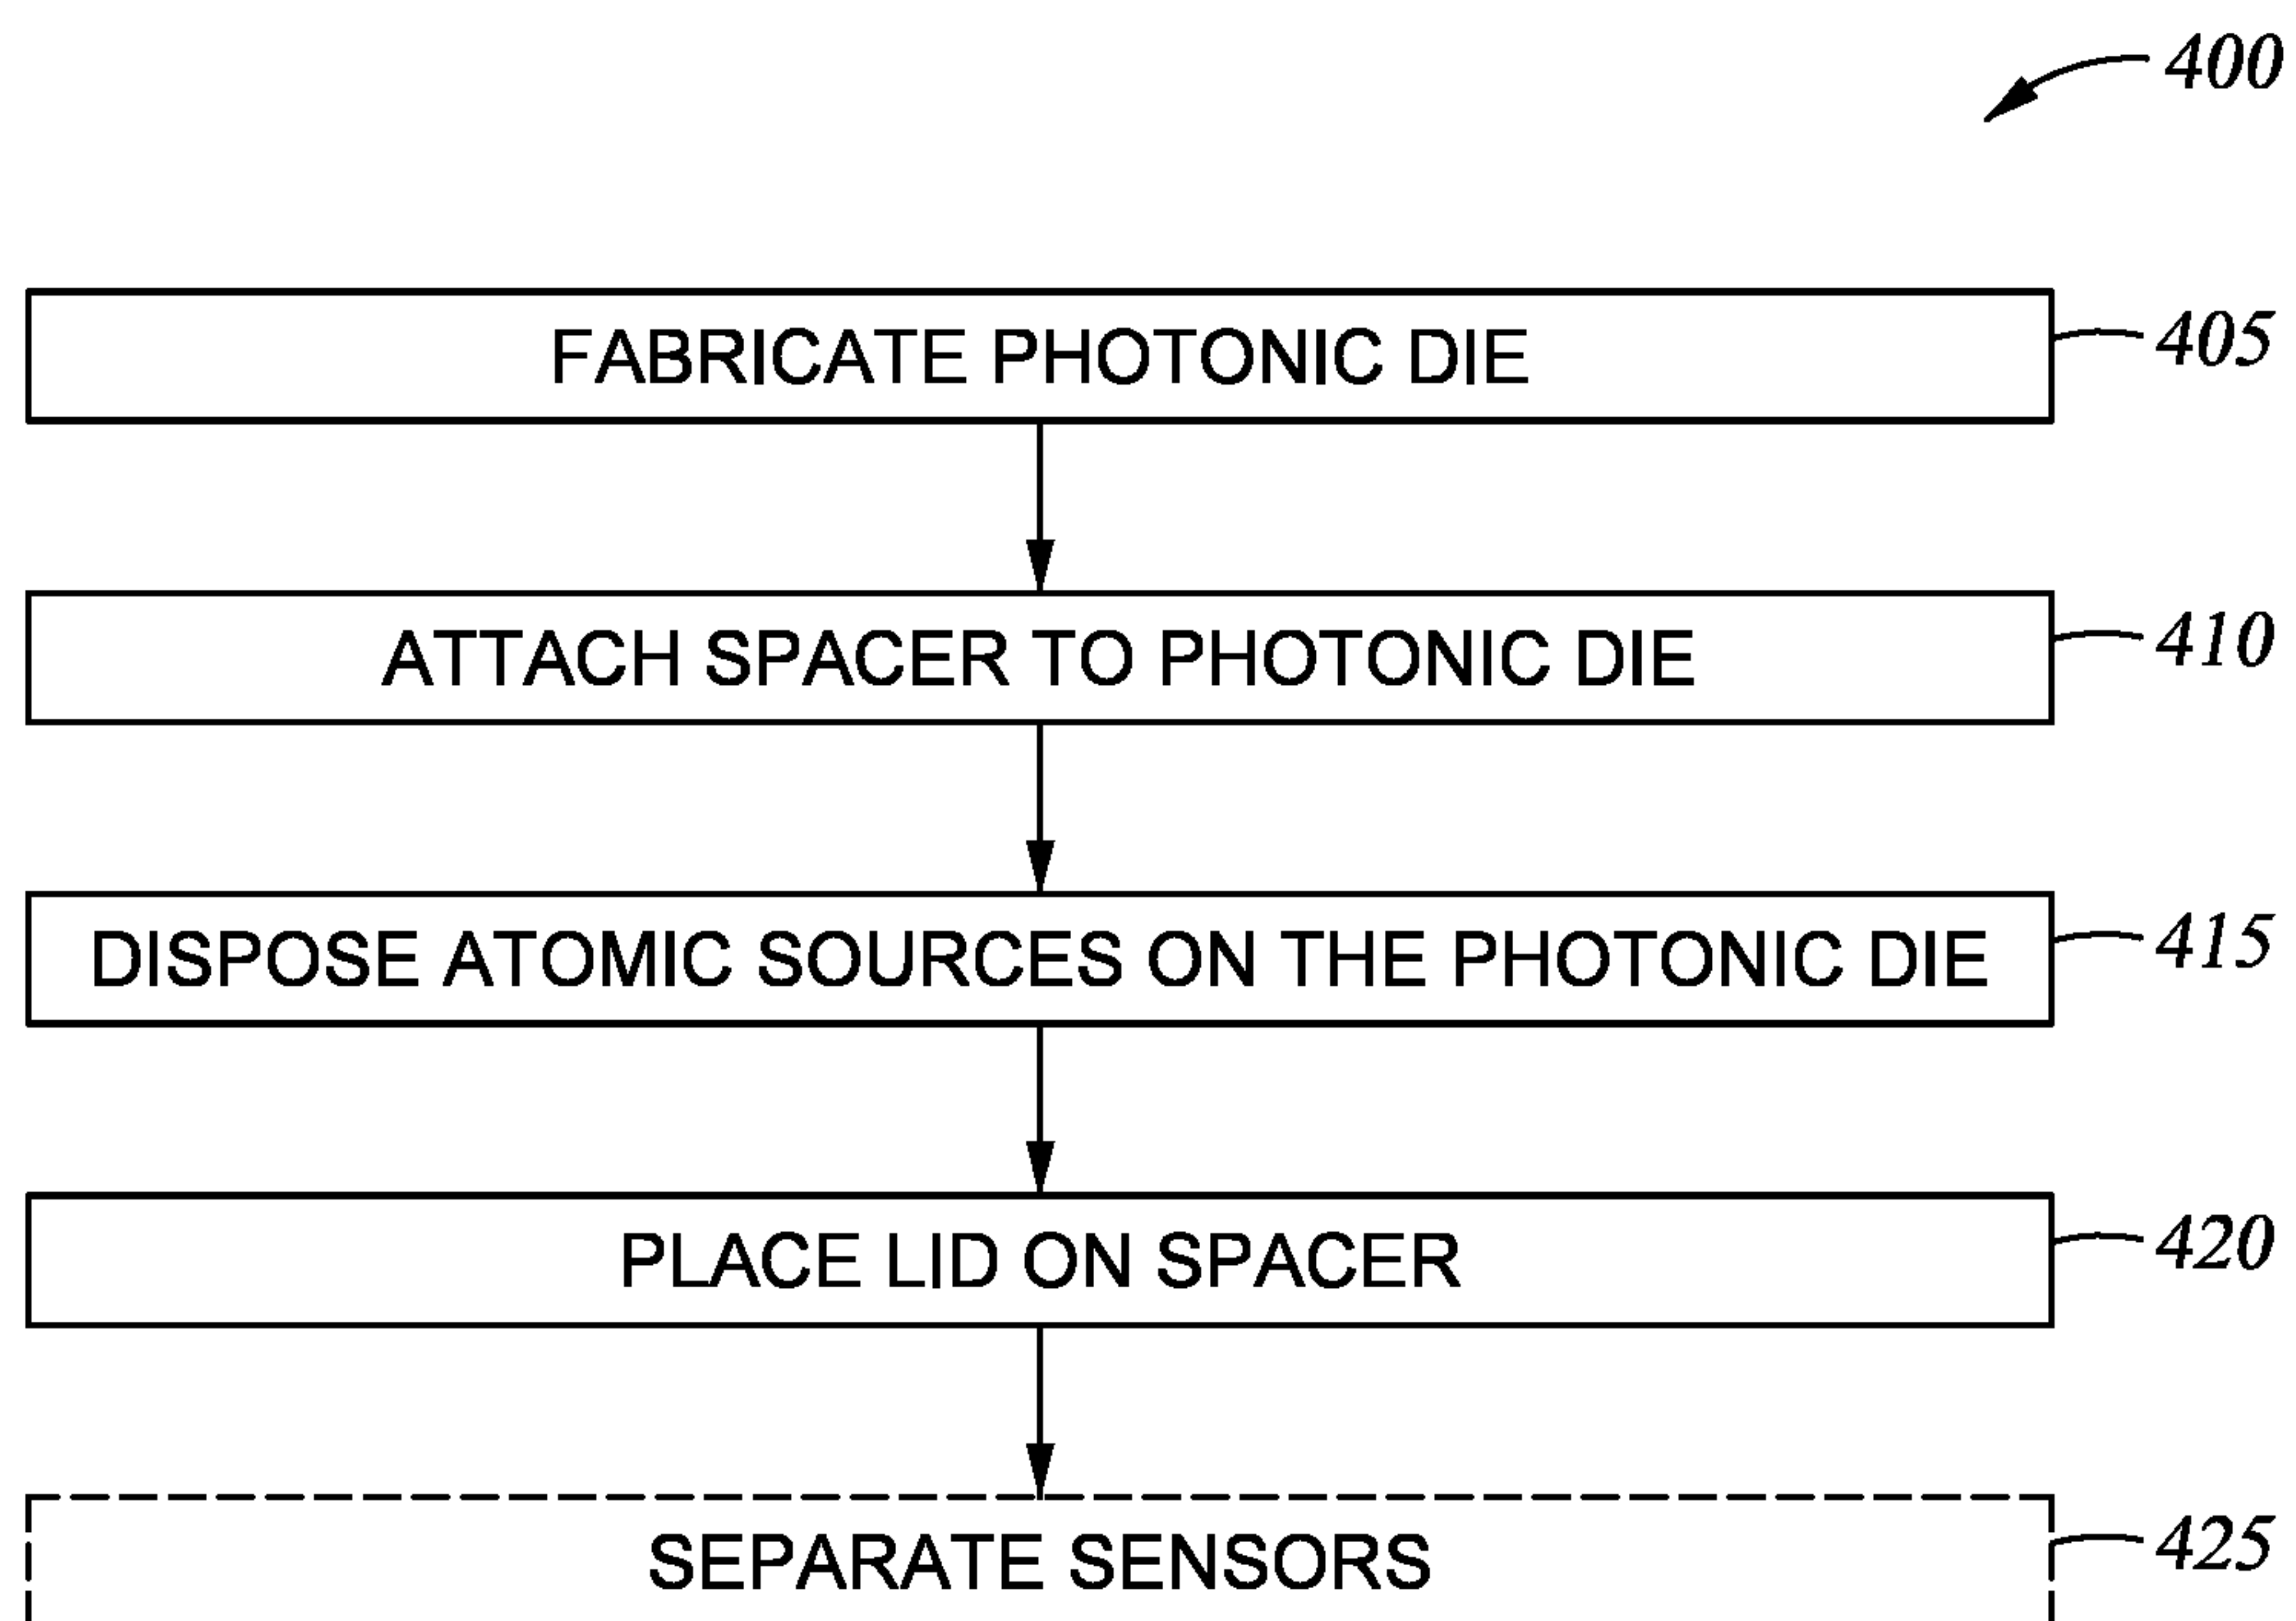 400
FABRICATE PHOTONIC DIE 405
ATTACH SPACER TO PHOTONIC DIE 410
DISPOSE ATOMIC SOURCES ON THE PHOTONIC DIE 415
PLACE LID ON SPACER 420
SEPARATE SENSORS 425